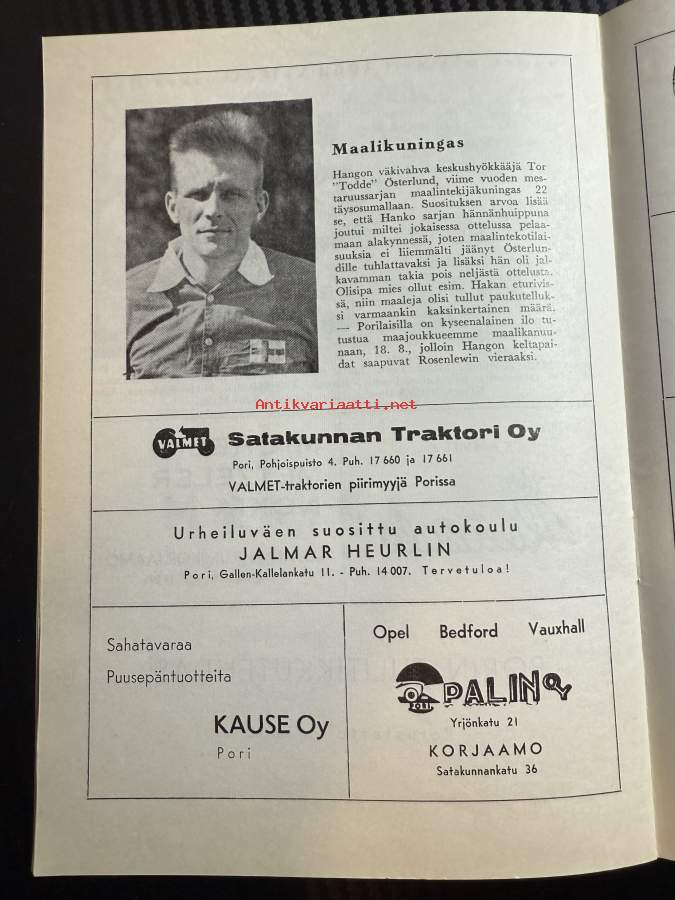 Maalikuningas
Hangon väkivahva keskushyökkääjä Tor
"Todde" Österlund, viime vuoden mes-
taruussarjan maalintekijäkuningas 22
täysosumallaan. Suosituksen arvoa lisää
se, että Hanko sarjan hännänhuippuna
joutui miltei jokaisessa ottelussa pelaa-
maan alakynnessä, joten maalintekotilai-
suuksia ei liiemmälti jäänyt Österlun-
dille tuhlattavaksi ja lisäksi hän oli jal-
kavamman takia pois neljästä ottelusta.
Olisipa mies ollut esim. Hakan eturivis-
sä, niin maaleja olisi tullut paukutelluk-
si varmaankin kaksinkertainen määrä.
— Porilaisilla on kyseenalainen ilo tu-
tustua maajoukkueemme maalikanuu-
naan, 18. 8., jolloin Hangon keltapai-
dat saapuvat Rosenlewin vieraaksi.
Antikvariaatti.net
VALMET
Satakunnan Traktori Oy
Pori, Pohjoispuisto 4. Puh. 17 660 ja 17 661
VALMET-traktorien piirimyyjä Porissa
Urheiluväen suosittu autokoulu
JALMAR HEURLIN
Pori, Gallen-Kallelankatu 11. - Puh. 14 007. Tervetuloa!
Sahatavaraa
Puusepäntuotteita
KAUSE Oy
Pori
Opel Bedford Vauxhall
PORI
PALIN OY
Yrjönkatu 21
KORJAAMO
Satakunnankatu 36